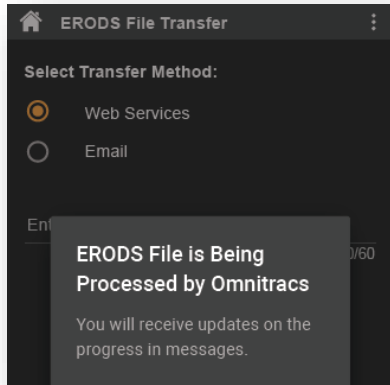 ERODS File Transfer
Select Transfer Method:
Web Services
Email
Ent
/60
ERODS File is Being
Processed by Omnitracs
You will receive updates on the
progress in messages.